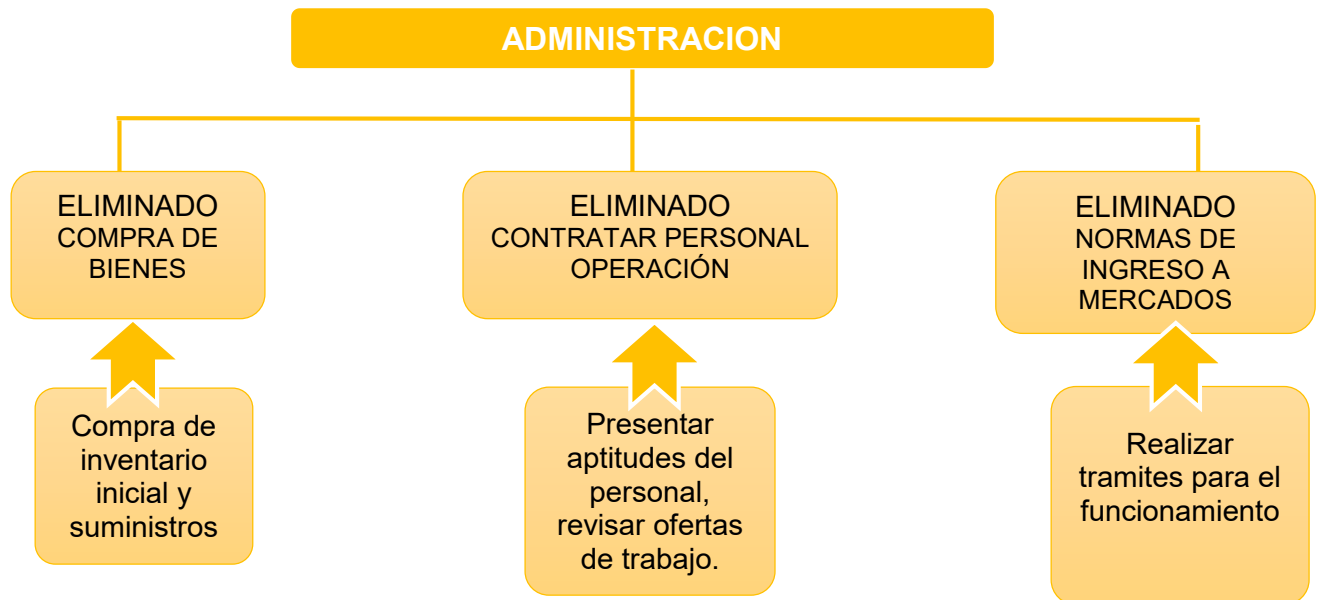 ADMINISTRACION
ELIMINADO
COMPRA DE
BIENES
ELIMINADO
CONTRATAR PERSONAL
OPERACIÓN
ELIMINADO
NORMAS DE
INGRESO A
MERCADOS
Compra de
inventario
inicial y
suministros
Presentar
aptitudes del
personal,
revisar ofertas
de trabajo.
Realizar
tramites para el
funcionamiento